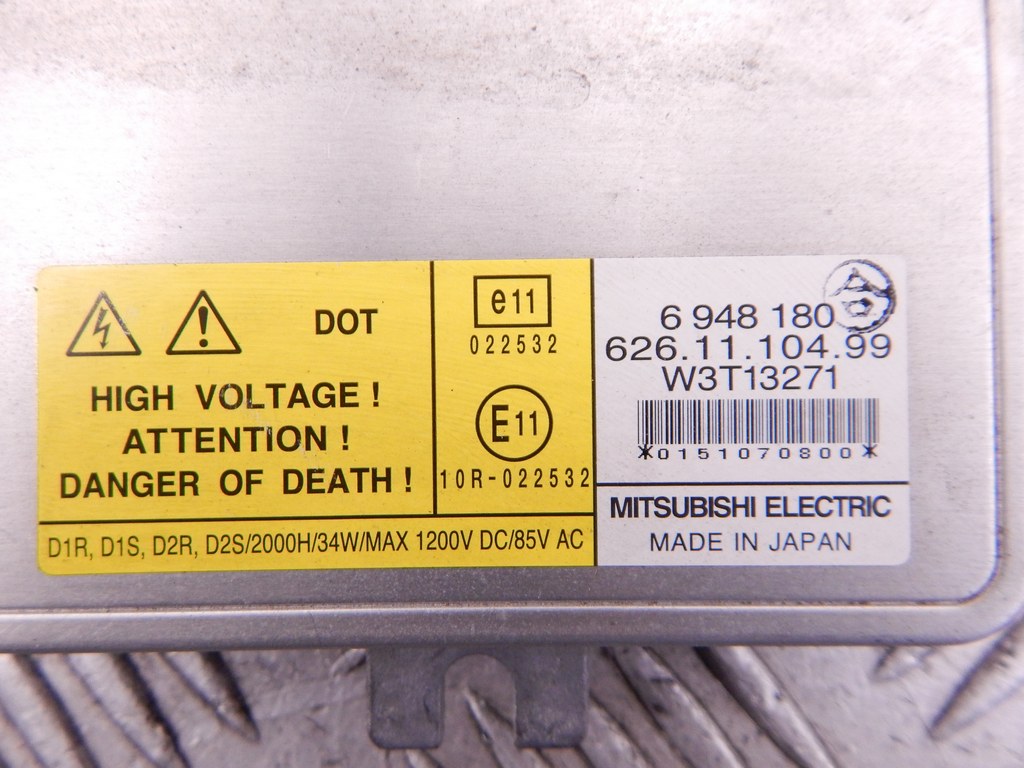 DOT
HIGH VOLTAGE !
ATTENTION !
DANGER OF DEATH !
e11
022532
E11
10R-022532
D1R, D1S, D2R, D2S/2000H/34W/MAX 1200V DC/85V AC
合
6 948 180
626.11.104.99
W3T13271
*0151070800*
MITSUBISHI ELECTRIC
MADE IN JAPAN